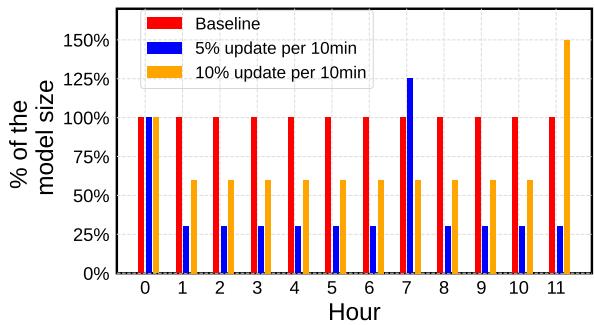 Baseline
5% update per 10min
10% update per 10min
% of the
model size
150%
125%
100%
75%
50%
25%
0%
0 1 2 3 4 5 6 7 8 9 10 11
Hour